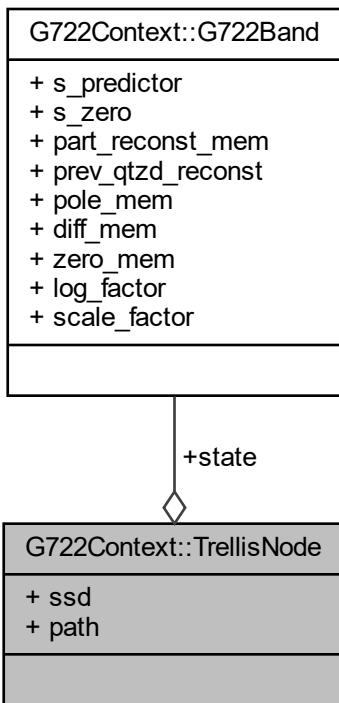 G722Context::G722Band
+ s_predictor
+ s_zero
+ part_reconst_mem
+ prev_qtzd_reconst
+ pole_mem
+ diff_mem
+ zero_mem
+ log_factor
+ scale_factor
+state
G722Context::TrellisNode
+ ssd
+ path